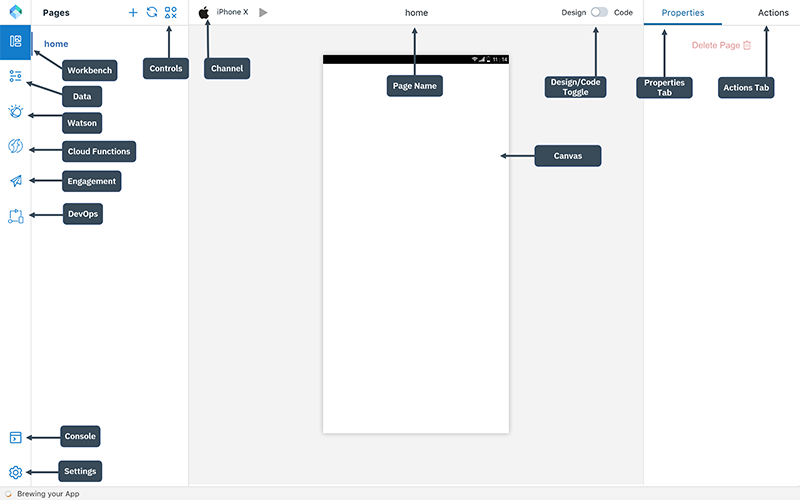 Pages
iPhone X
home
Design
Code
Properties
Actions
home
Delete Page
Workbench
Controls
Channel
11:14
Page Name
Design/Code
Toggle
Properties
Tab
Actions Tab
Data
Watson
Cloud Functions
Canvas
Engagement
DevOps
Console
Settings
Brewing your App